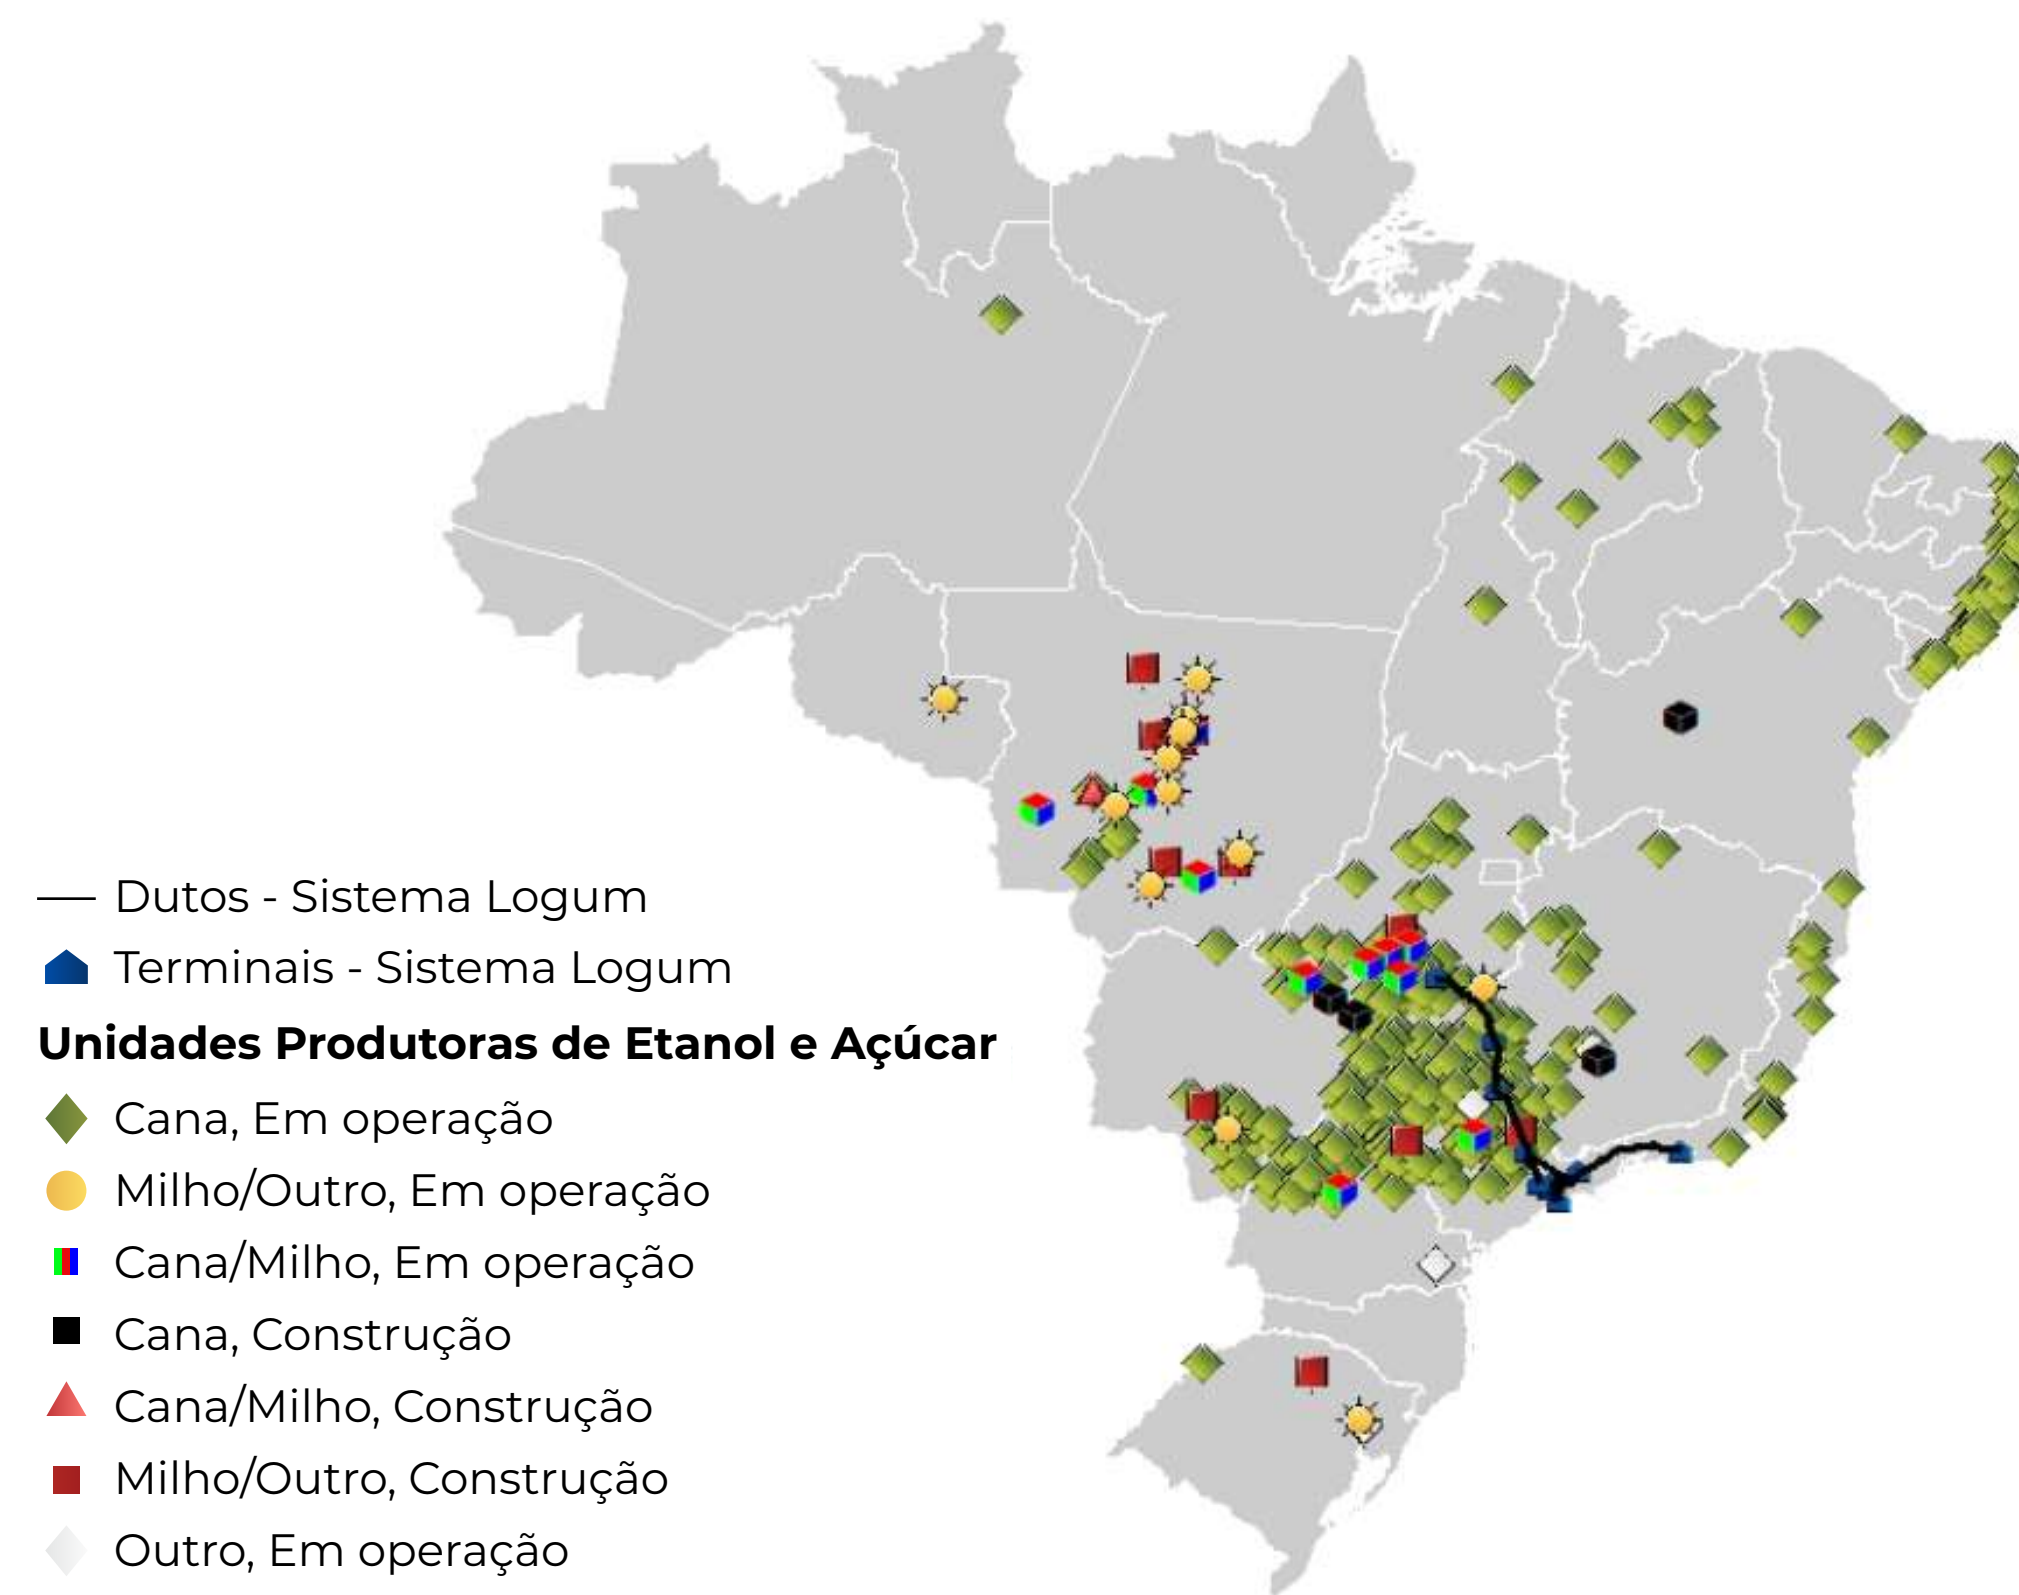 Dutos - Sistema Logum
Terminais - Sistema Logum
Unidades Produtoras de Etanol e Açúcar
Cana, Em operação
Milho/Outro, Em operação
Cana/Milho, Em operação
Cana, Construção
Cana/Milho, Construção
Milho/Outro, Construção
Outro, Em operação